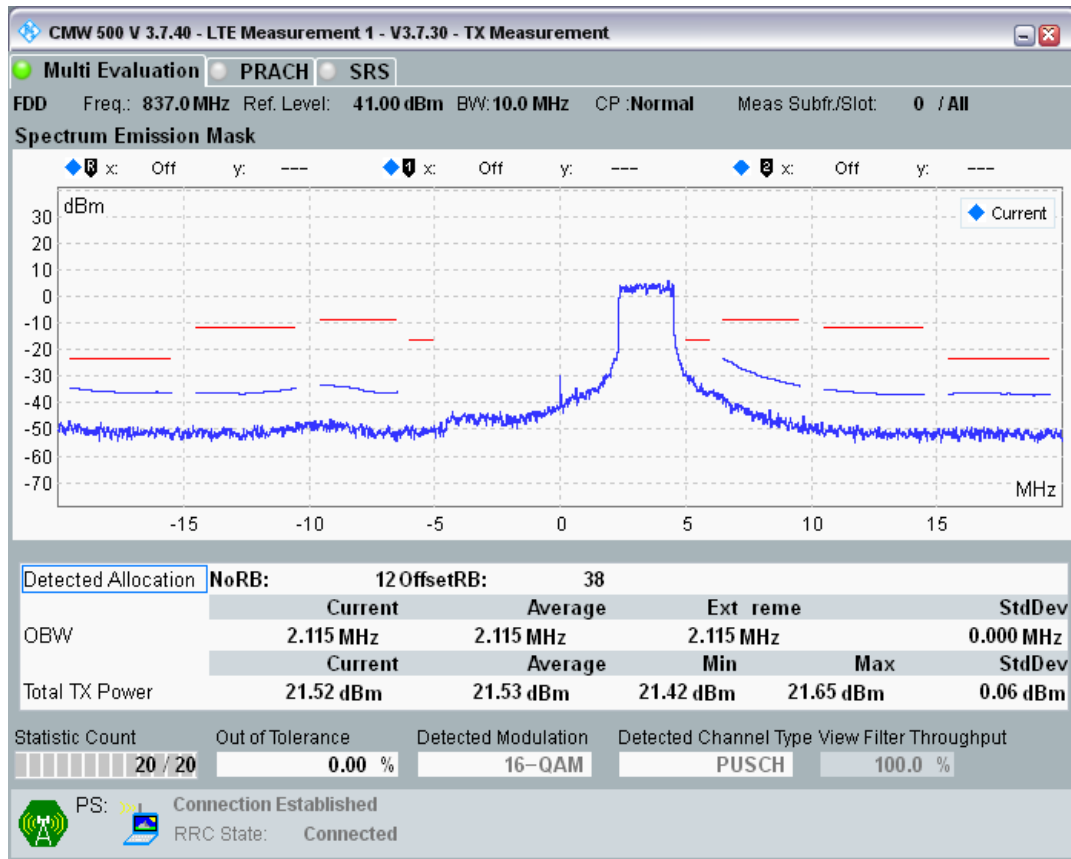 CMW 500 V 3.7.40 - LTE Measurement 1 - V3.7.30 - TX Measurement
Multi Evaluation PRACH SRS
FDD Freq.: 837.0 MHz Ref. Level: 41.00 dBm BW: 10.0 MHz CP :Normal Meas Subfr./Slot: 0 / All
Spectrum Emission Mask
R x: Off y: --- 1 x: Off y: --- 2 x: Off y: ---
dBm
Current
30
20
10
0
-10
-20
-30
-40
-50
-60
-70
MHz
-15 -10 -5 0 5 10 15
Detected Allocation NoRB: 12 OffsetRB: 38
Current Average Ext reme StdDev
OBW 2.115 MHz 2.115 MHz 2.115 MHz 0.000 MHz
Current Average Min Max StdDev
Total TX Power 21.52 dBm 21.53 dBm 21.42 dBm 21.65 dBm 0.06 dBm
Statistic Count Out of Tolerance Detected Modulation Detected Channel Type View Filter Throughput
20 / 20 0.00 % 16-QAM PUSCH 100.0 %
PS: Connection Established
RRC State: Connected